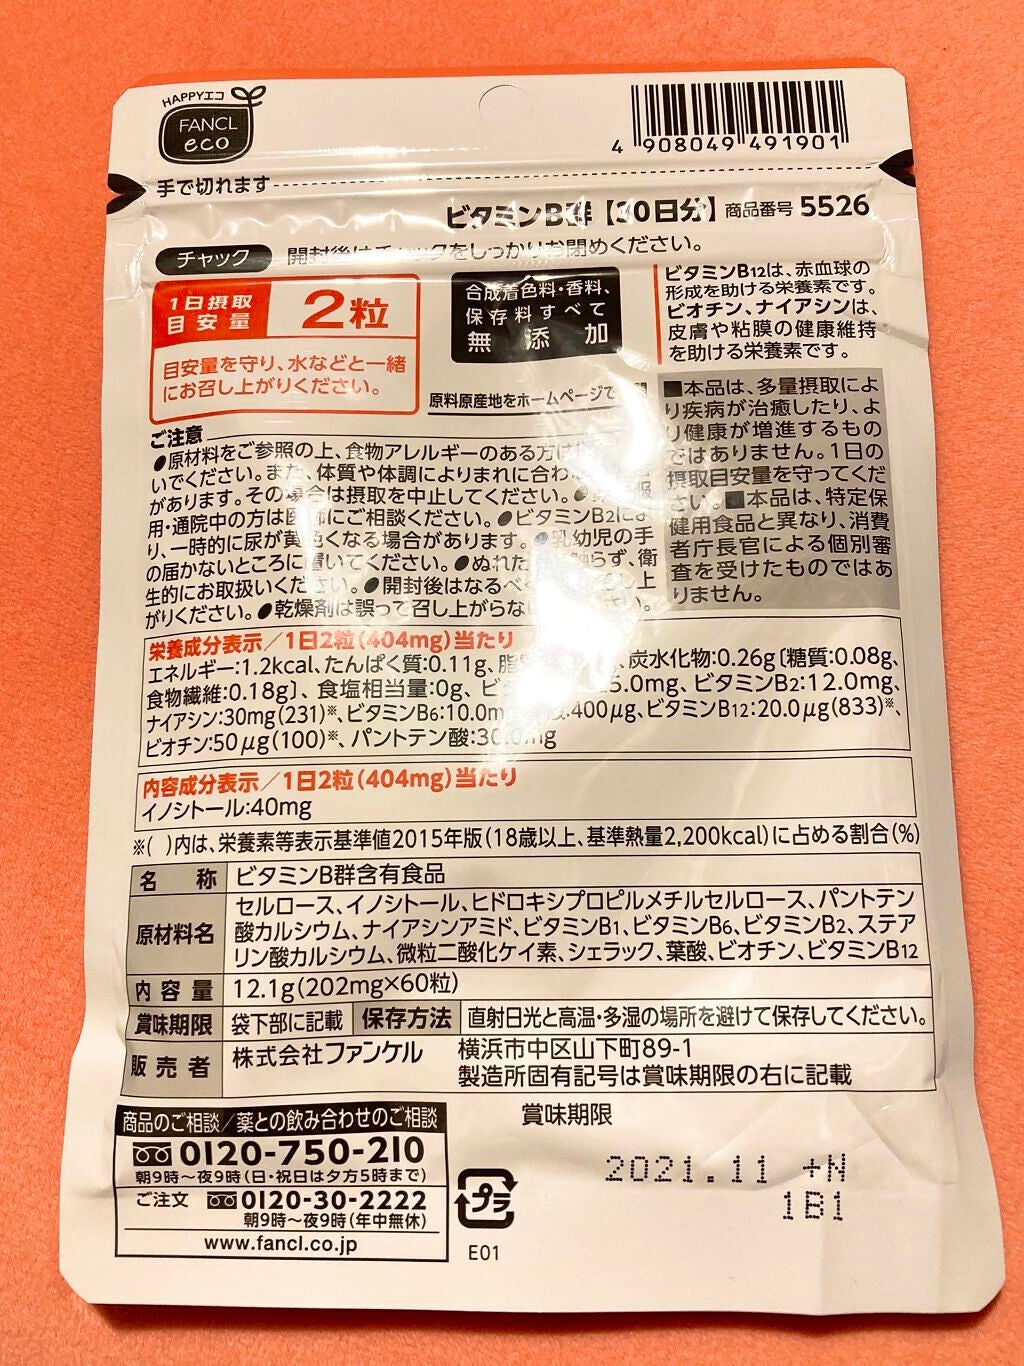 HAPPYエコ
FANCL
eco
4 908049 491901
手で切れます
ビタミンB群【30日分】商品番号 5526
チャック 開封後はチャックをしっかりお閉めください。
1日摂取
目安量
2粒
目安量を守り、水などと一緒
にお召し上がりください。
合成着色料・香料、
保存料すべて
無添加
原料原産地をホームページで
ビタミンB12は、赤血球の
形成を助ける栄養素です。
ビオチン、ナイアシンは、
皮膚や粘膜の健康維持
を助ける栄養素です。
■本品は、多量摂取によ
り疾病が治癒したり、よ
り健康が増進するもの
ではありません。1日の
摂取目安量を守ってくだ
さい。■本品は、特定保
健用食品と異なり、消費
者庁長官による個別審
査を受けたものではあ
りません。
ご注意
●原材料をご参照の上、食物アレルギーのある方は
いでください。また、体質や体調によりまれに合わ
があります。その場合は摂取を中止してください。●
用・通院中の方は医師にご相談ください。●ビタミンB2によ
り、一時的に尿が黄色くなる場合があります。●乳幼児の手
の届かないところに置いてください。●ぬれた らず、衛
生的にお取扱いください。●開封後はなるべく し上
がりください。●乾燥剤は誤って召し上がらない さい。
栄養成分表示/1日2粒(404mg)当たり
エネルギー:1.2kcal、たんぱく質:0.11g、脂 、炭水化物:0.26g〔糖質:0.08g、
食物繊維:0.18g〕、食塩相当量:0g、ビ 5.0mg、ビタミンB2:12.0mg、
ナイアシン:30mg(231)※、ビタミンB6:10.0m :400μg、ビタミンB12:20.0μg(833)※、
ビオチン:50μg(100)※、パントテン酸:30.0mg
内容成分表示/1日2粒(404mg)当たり
イノシトール:40mg
※( )内は、栄養素等表示基準値2015年版(18歳以上、基準熱量2,200kcal)に占める割合(%)
名称 ビタミンB群含有食品
原材料名 セルロース、イノシトール、ヒドロキシプロピルメチルセルロース、パントテン
酸カルシウム、ナイアシンアミド、ビタミンB1、ビタミンB6、ビタミンB2、ステア
リン酸カルシウム、微粒二酸化ケイ素、シェラック、葉酸、ビオチン、ビタミンB12
内容量 12.1g(202mg×60粒)
賞味期限 袋下部に記載 保存方法 直射日光と高温・多湿の場所を避けて保存してください。
販売者 株式会社ファンケル 横浜市中区山下町89-1
製造所固有記号は賞味期限の右に記載
商品のご相談/薬との飲み合わせのご相談
0120-750-210
朝9時~夜9時(日・祝日は夕方5時まで)
ご注文 0120-30-2222
朝9時~夜9時(年中無休)
www.fancl.co.jp
プラ
E01
賞味期限
2021.11 +N
1B1